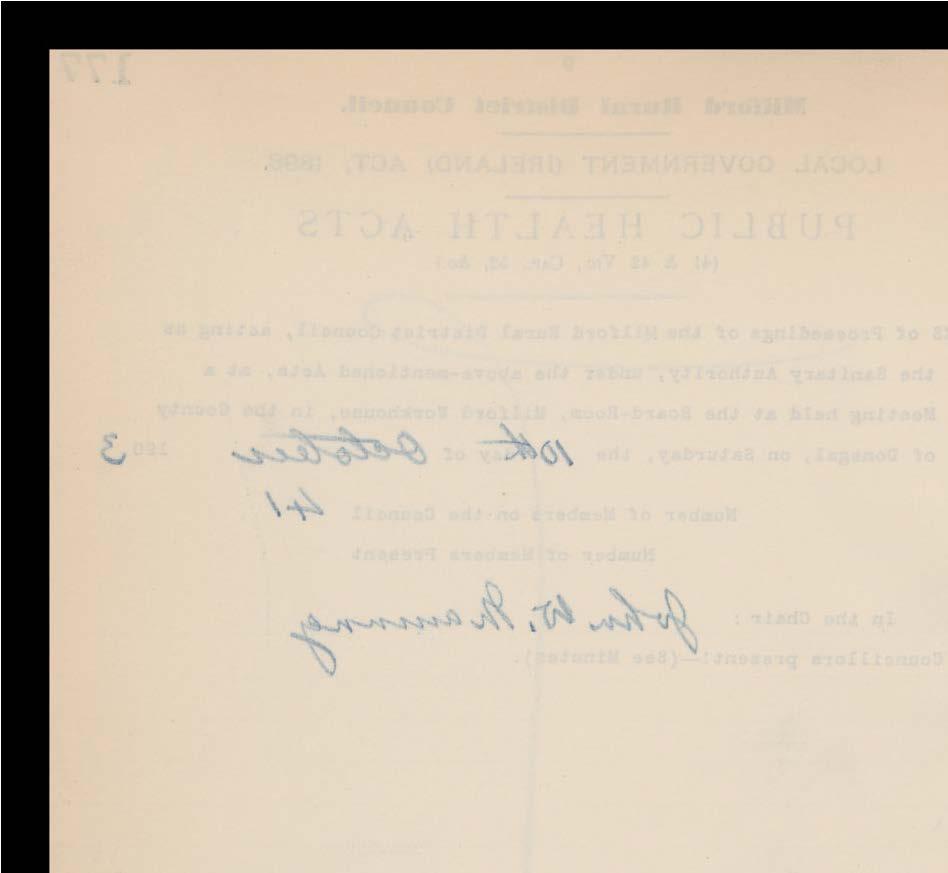 177
Milford Rural District Council.
LOCAL GOVERNMENT (IRELAND) ACT, 1898.
PUBLIC HEALTH ACTS
(41 & 42 Vic, Cap. 52, &c)
of Proceedings of the Milford Rural District Council, acting as
the Sanitary Authority, under the above-mentioned Acts, at a
Meeting held at the Board-Room, Milford Workhouse, in the County
of Donegal, on Saturday, the 10th day of October 190 3
Number of Members on the Council 41
Number of Members Present
In the Chair: John W. Manning
Councillors present:—(See Minutes).